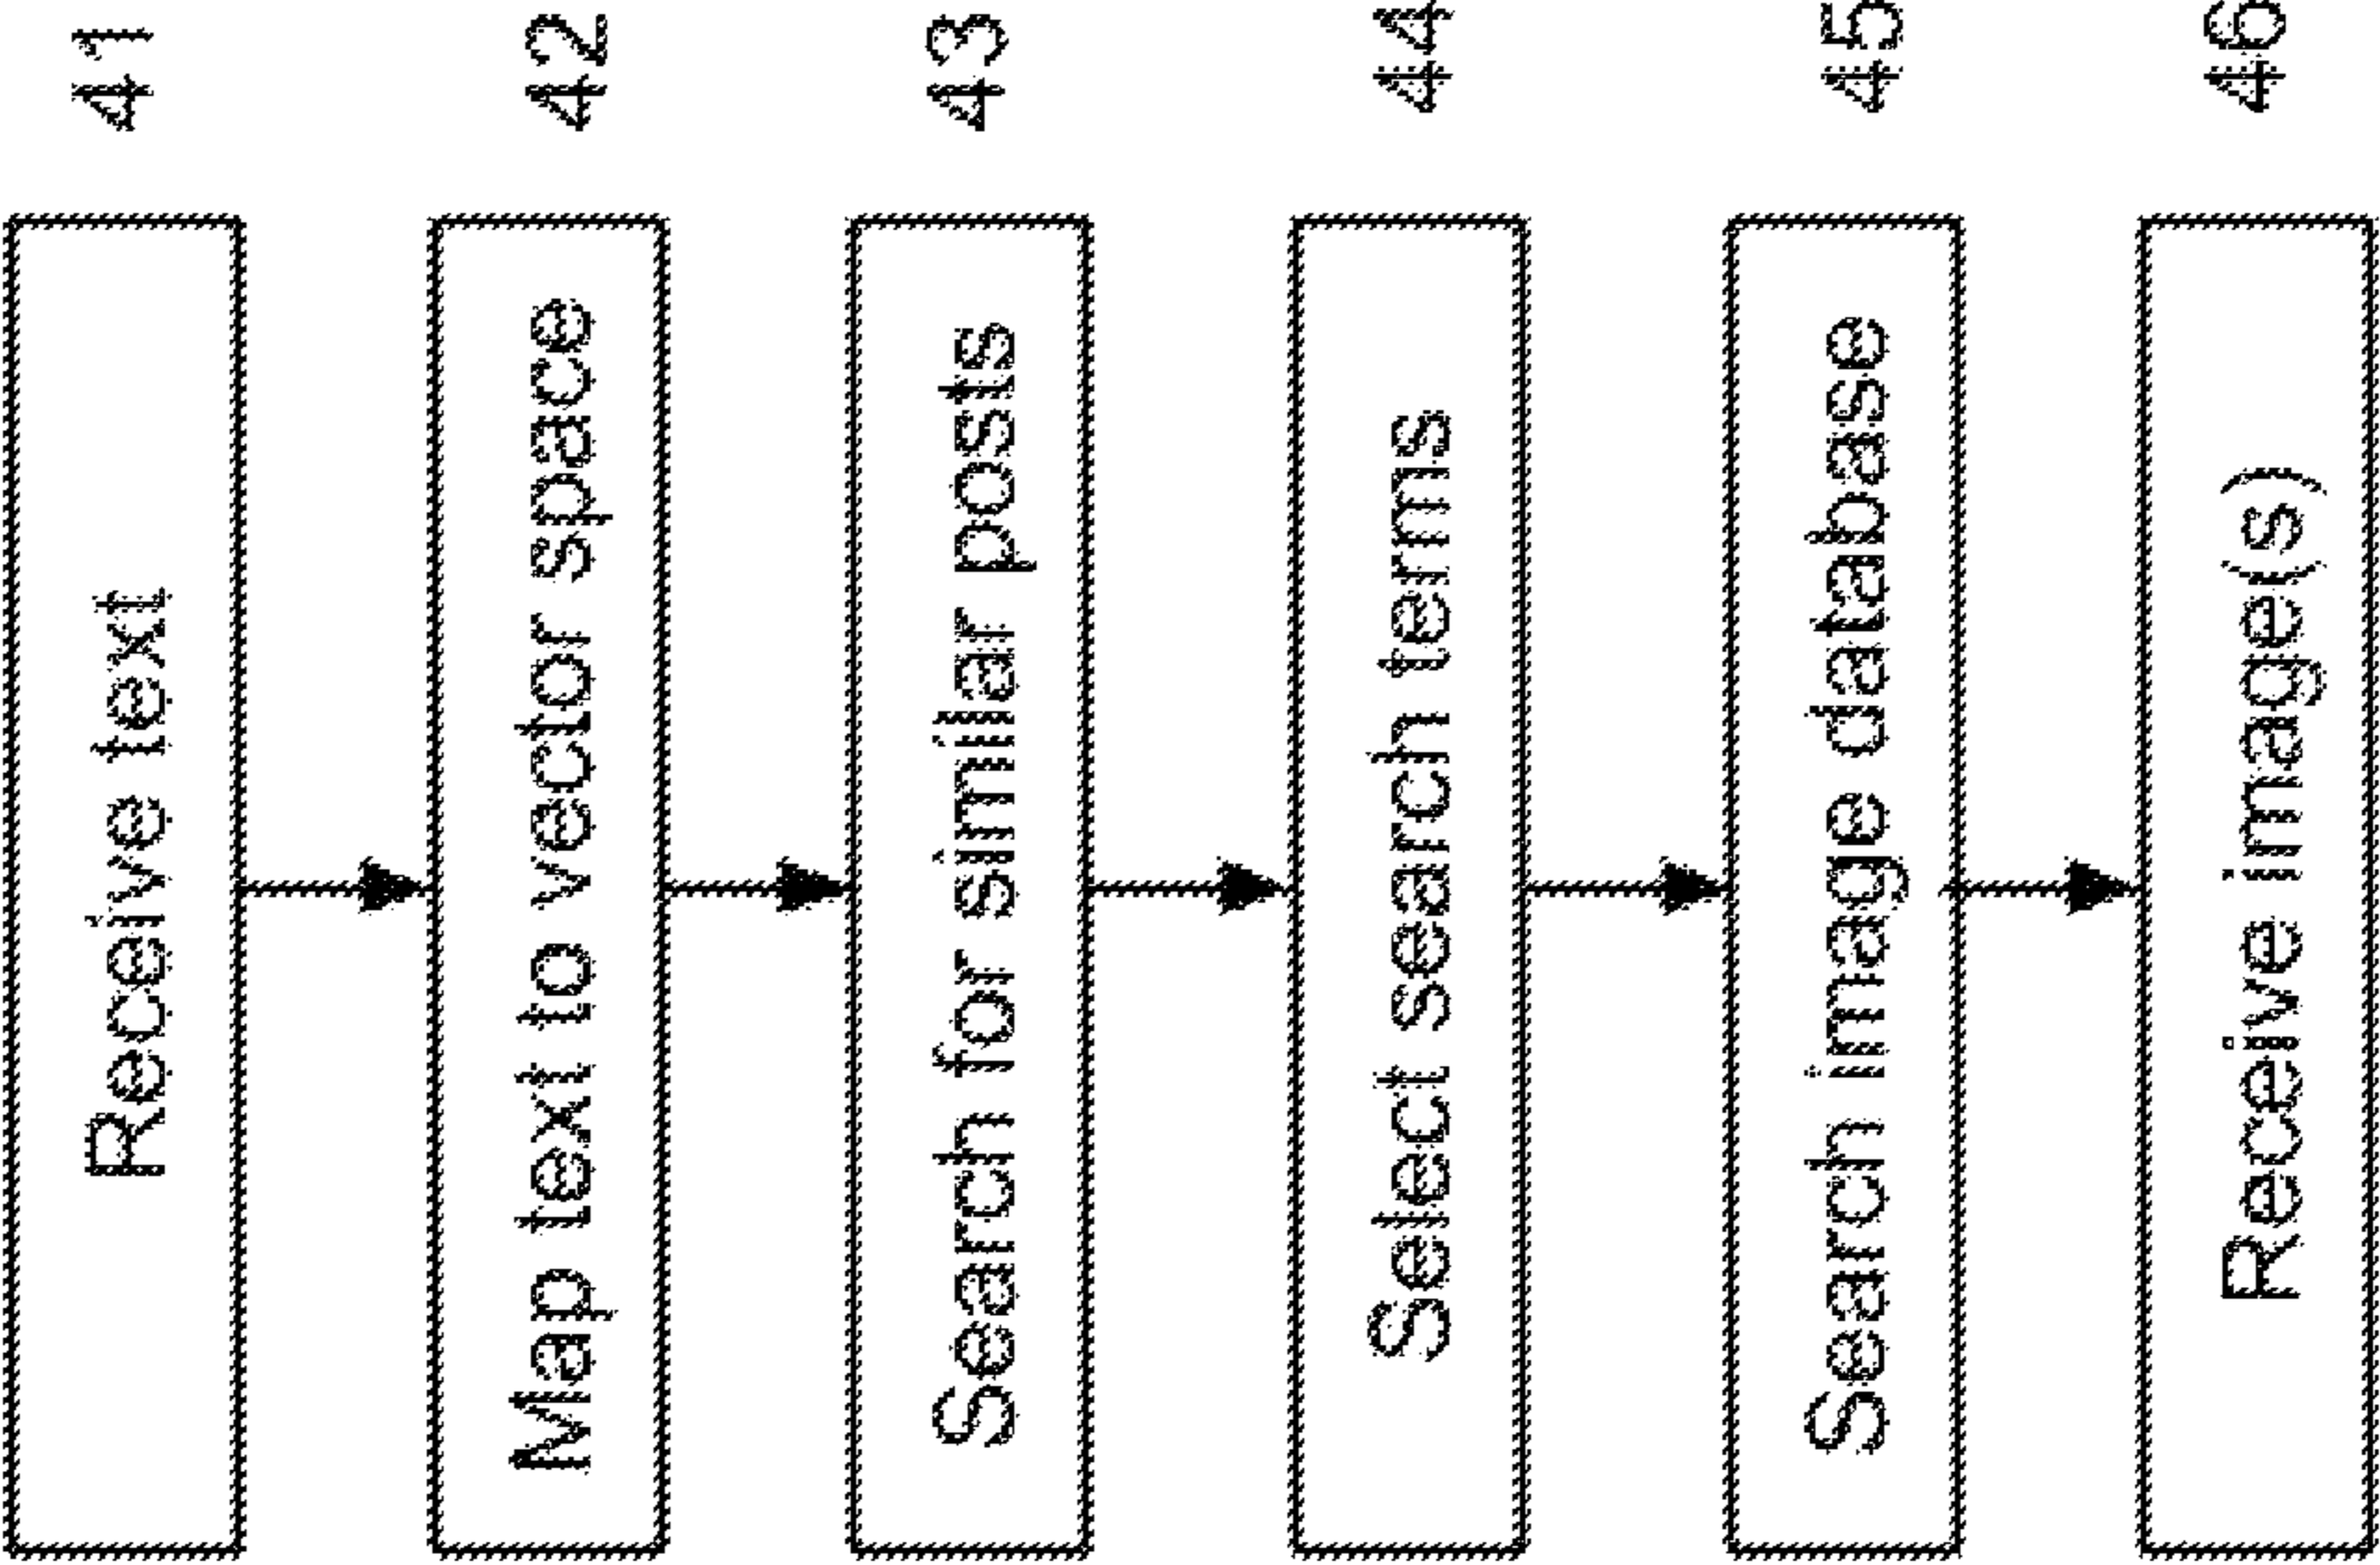 Receive text 41
Map text to vector space 42
Search for similar posts 43
Select search terms 44
Search image database 45
Receive image(s) 46